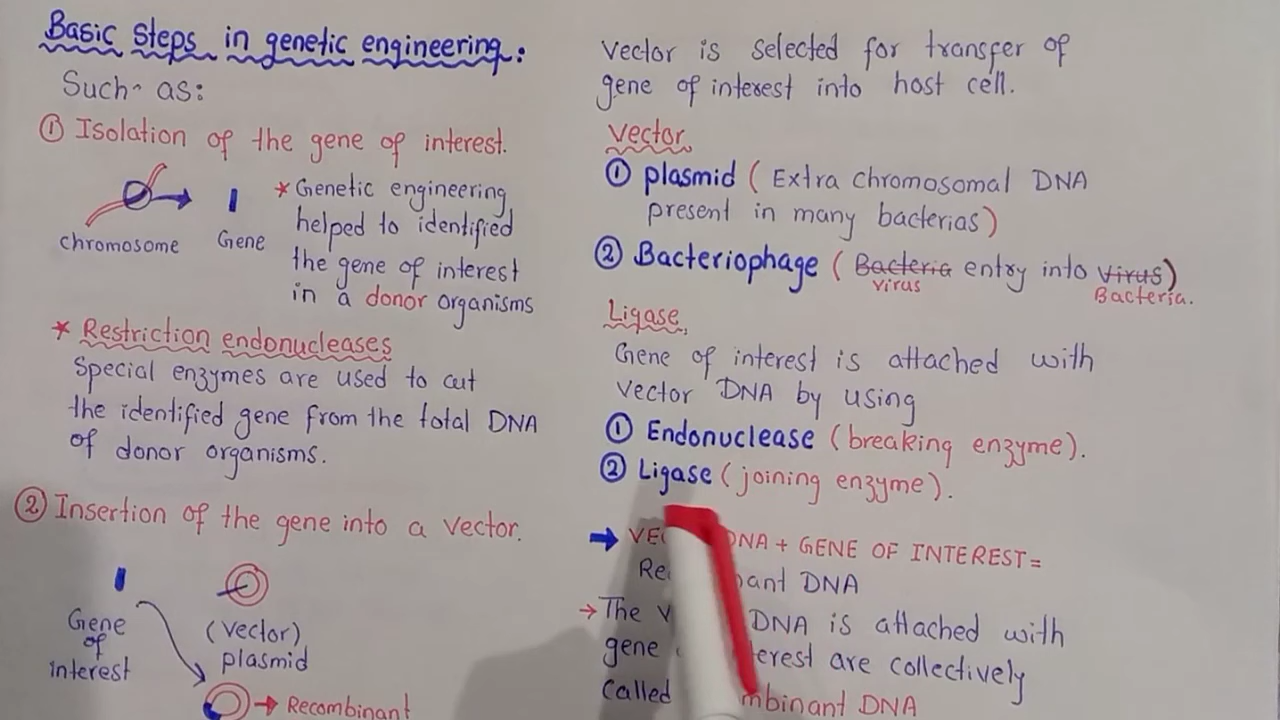 Basic steps in genetic engineering:
Such as:
① Isolation of the gene of interest.
chromosome
Gene
* Genetic engineering
helped to identified
the gene of interest
in a donor organisms
* Restriction endonucleases
Special enzymes are used to cut
the identified gene from the total DNA
of donor organisms.
② Insertion of the gene into a vector.
Gene
of
interest
(vector)
plasmid
→ Recombinant
vector is selected for transfer of
gene of interest into host cell.
Vector
① plasmid (Extra chromosomal DNA
present in many bacterias)
② Bacteriophage (Bacteria entry into virus)
virus Bacteria.
Ligase,
Gene of interest is attached with
vector DNA by using
① Endonuclease (breaking enzyme).
② Ligase (joining enzyme).
→ DNA + GENE OF INTEREST=
DNA
→ The DNA is attached with
gene are collectively
called DNA